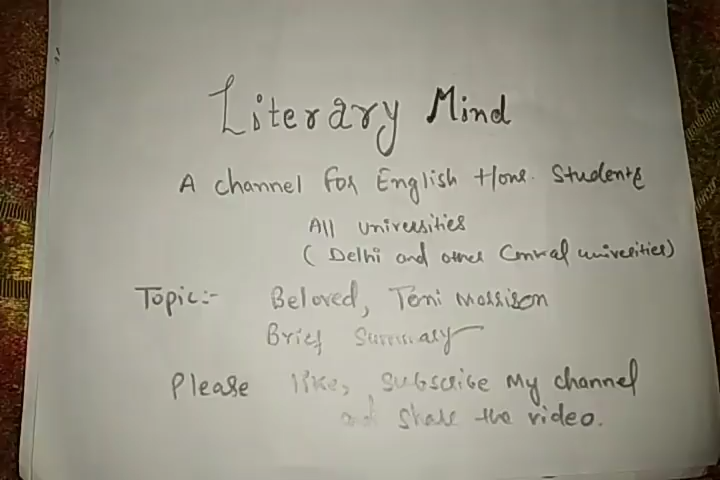 Literary Mind
A channel for English Hons. Students
All universities
( Delhi and other Central universities)
Topic:- Beloved, Toni Morrison
Brief Summary
Please like, subscribe My channel
and share the video.